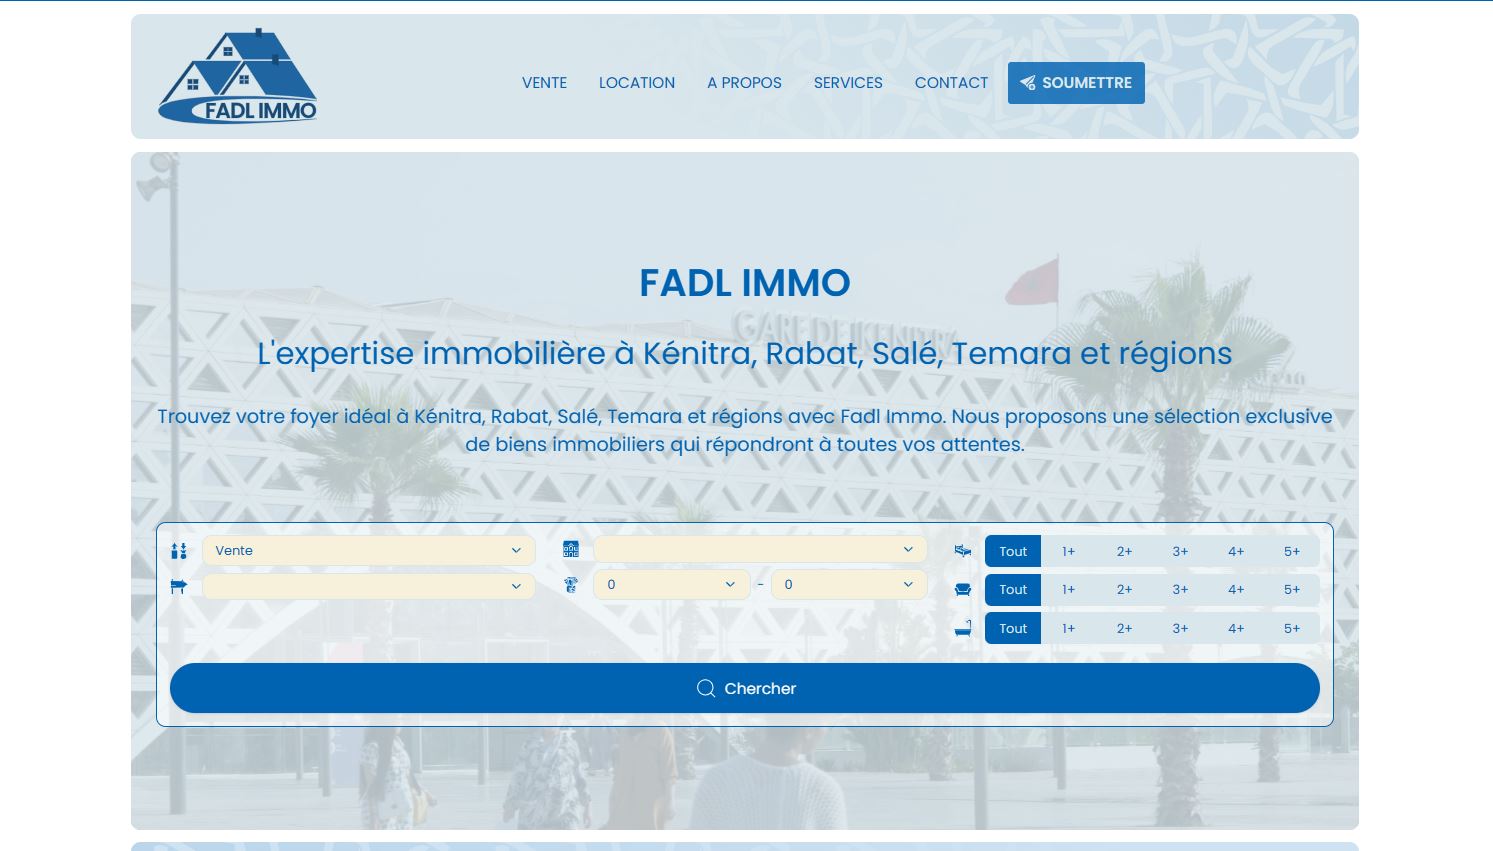 FADL IMMO
VENTE LOCATION A PROPOS SERVICES CONTACT SOUMETTRE
FADL IMMO
GARE DE KENITRA
L'expertise immobilière à Kénitra, Rabat, Salé, Temara et régions
Trouvez votre foyer idéal à Kénitra, Rabat, Salé, Temara et régions avec Fadl Immo. Nous proposons une sélection exclusive
de biens immobiliers qui répondront à toutes vos attentes.
Vente
0 - 0
Tout 1+ 2+ 3+ 4+ 5+
Tout 1+ 2+ 3+ 4+ 5+
Tout 1+ 2+ 3+ 4+ 5+
Chercher